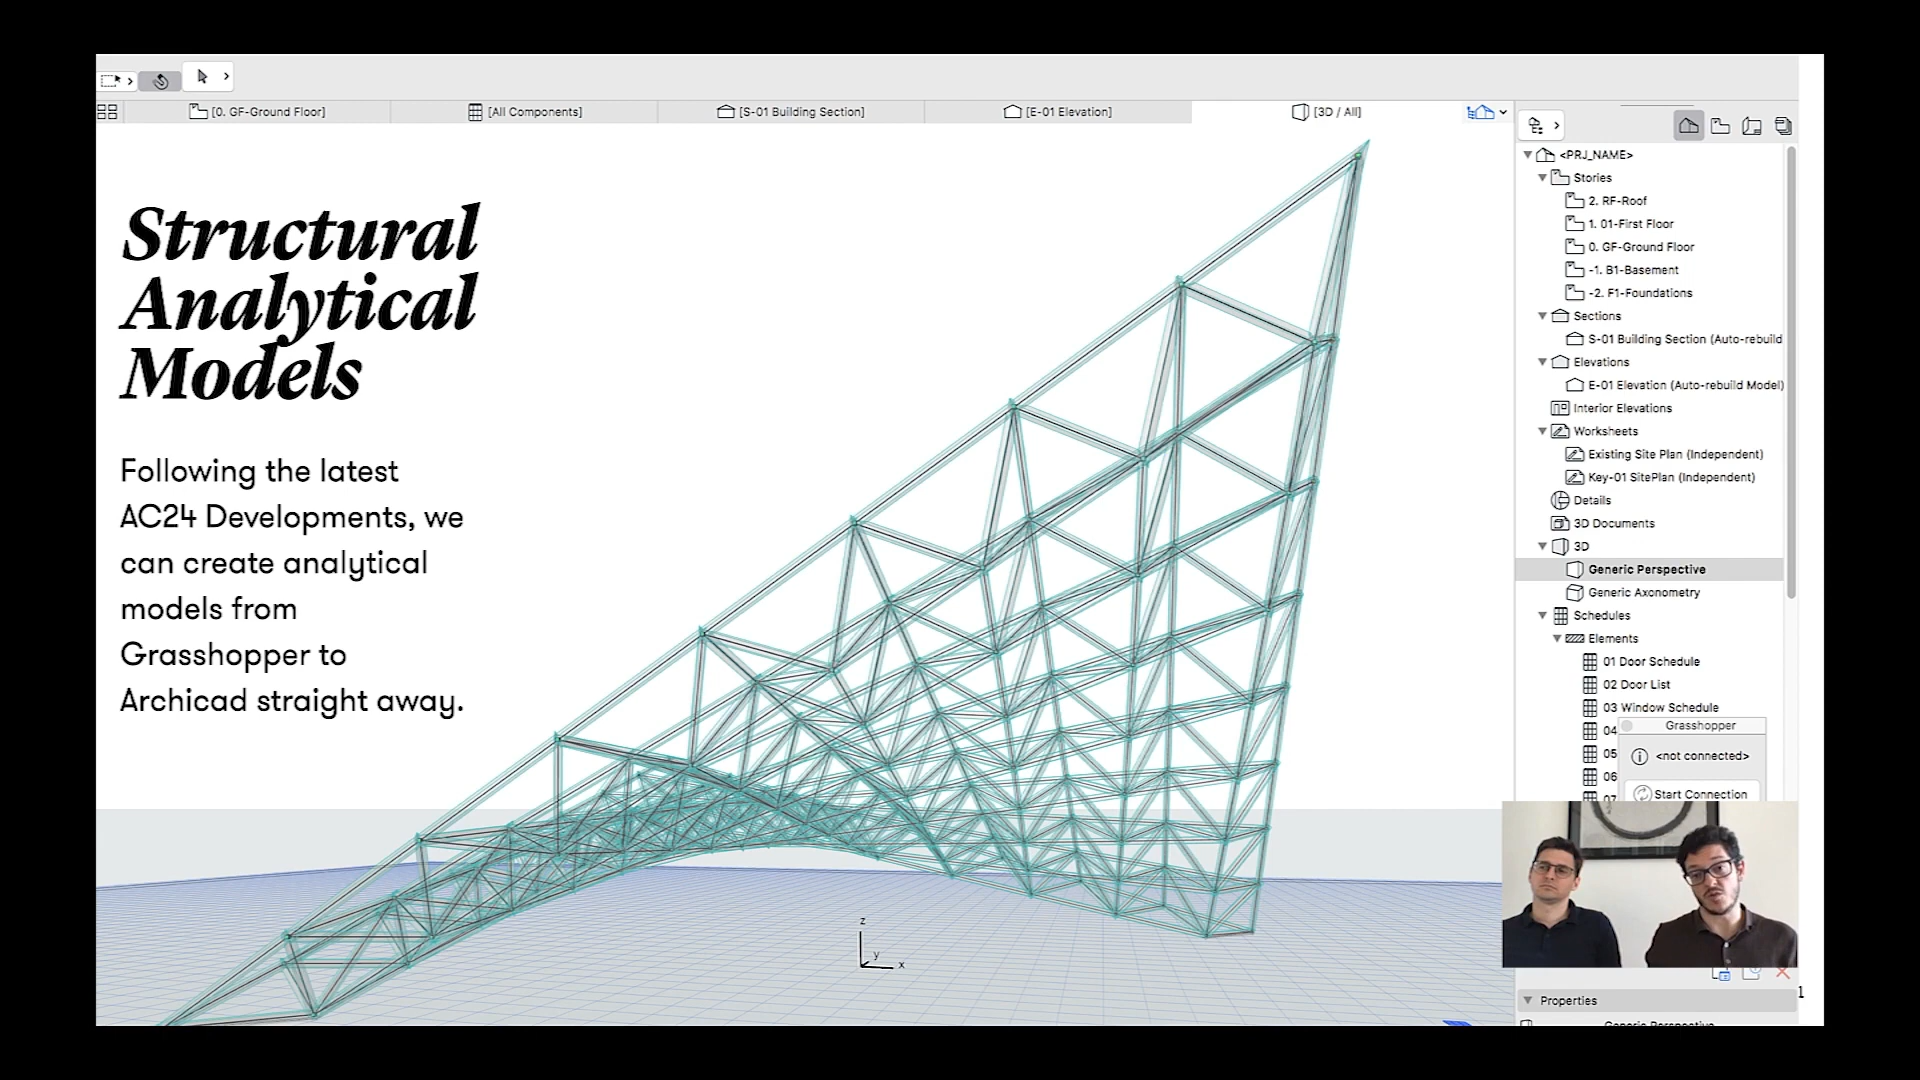 [0. GF-Ground Floor]
[All Components]
[S-01 Building Section]
[E-01 Elevation]
[3D / All]
Structural
Analytical
Models
Following the latest
AC24 Developments, we
can create analytical
models from
Grasshopper to
Archicad straight away.
z
y
x
<PRJ_NAME>
Stories
2. RF-Roof
1. 01-First Floor
0. GF-Ground Floor
-1. B1-Basement
-2. F1-Foundations
Sections
S-01 Building Section (Auto-rebuild
Elevations
E-01 Elevation (Auto-rebuild Model)
Interior Elevations
Worksheets
Existing Site Plan (Independent)
Key-01 SitePlan (Independent)
Details
3D Documents
3D
Generic Perspective
Generic Axonometry
Schedules
Elements
01 Door Schedule
02 Door List
03 Window Schedule
04
05
06
07
Grasshopper
<not connected>
Start Connection
1
Properties
Generic Perspective